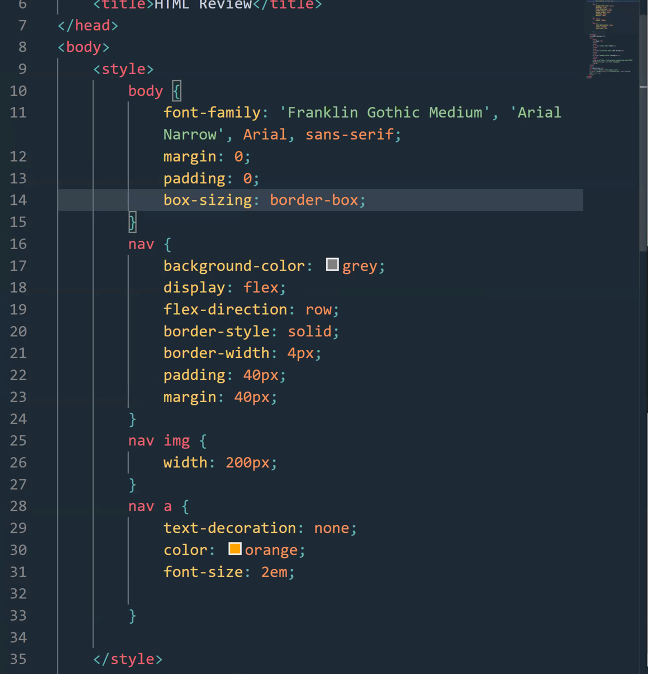 6 <title>HTML Review</title>
7 </head>
8 <body>
9 <style>
10 body {
11 font-family: 'Franklin Gothic Medium', 'Arial
Narrow', Arial, sans-serif;
12 margin: 0;
13 padding: 0;
14 box-sizing: border-box;
15 }
16 nav {
17 background-color: grey;
18 display: flex;
19 flex-direction: row;
20 border-style: solid;
21 border-width: 4px;
22 padding: 40px;
23 margin: 40px;
24 }
25 nav img {
26 width: 200px;
27 }
28 nav a {
29 text-decoration: none;
30 color: orange;
31 font-size: 2em;
32
33 }
34
35 </style>